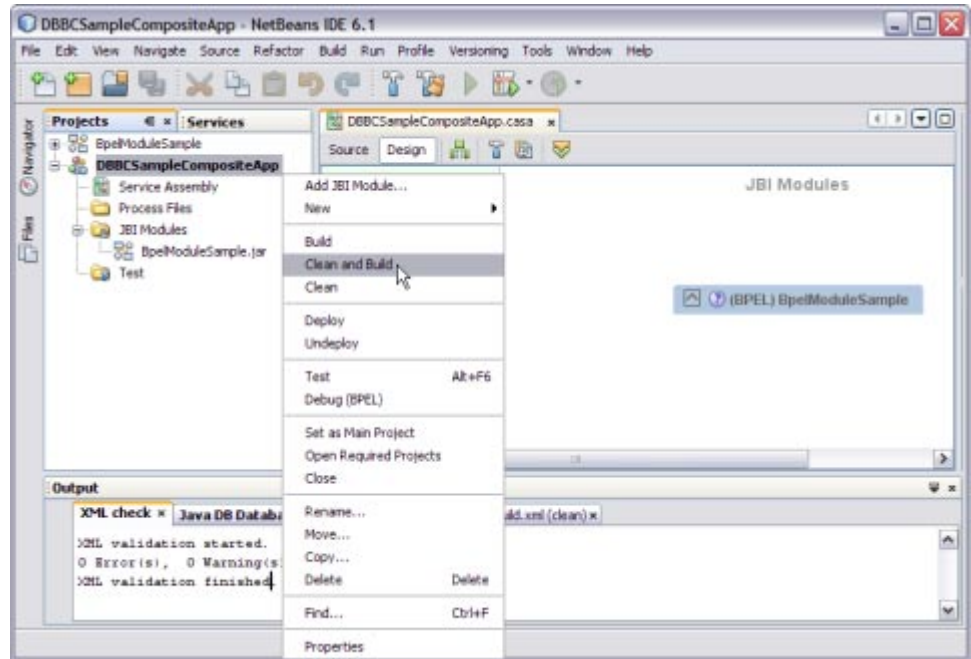 DBBCSampleCompositeApp - NetBeans IDE 6.1
File Edit View Navigate Source Refactor Build Run Profile Versioning Tools Window Help
Projects Services
DBBCSampleCompositeApp.casa
Navigator
Files
BpelModuleSample
DBBCSampleCompositeApp
Service Assembly
Process Files
JBI Modules
BpelModuleSample.jar
Test
Source Design
JBI Modules
(BPEL) BpelModuleSample
Add JBI Module...
New
Build
Clean and Build
Clean
Deploy
Undeploy
Test Alt+F6
Debug (BPEL)
Set as Main Project
Open Required Projects
Close
Rename...
Move...
Copy...
Delete Delete
Find... Ctrl+F
Properties
Output
XML check Java DB Databa
ild.xml (clean)
XML validation started.
0 Error(s), 0 Warning(s
XML validation finished